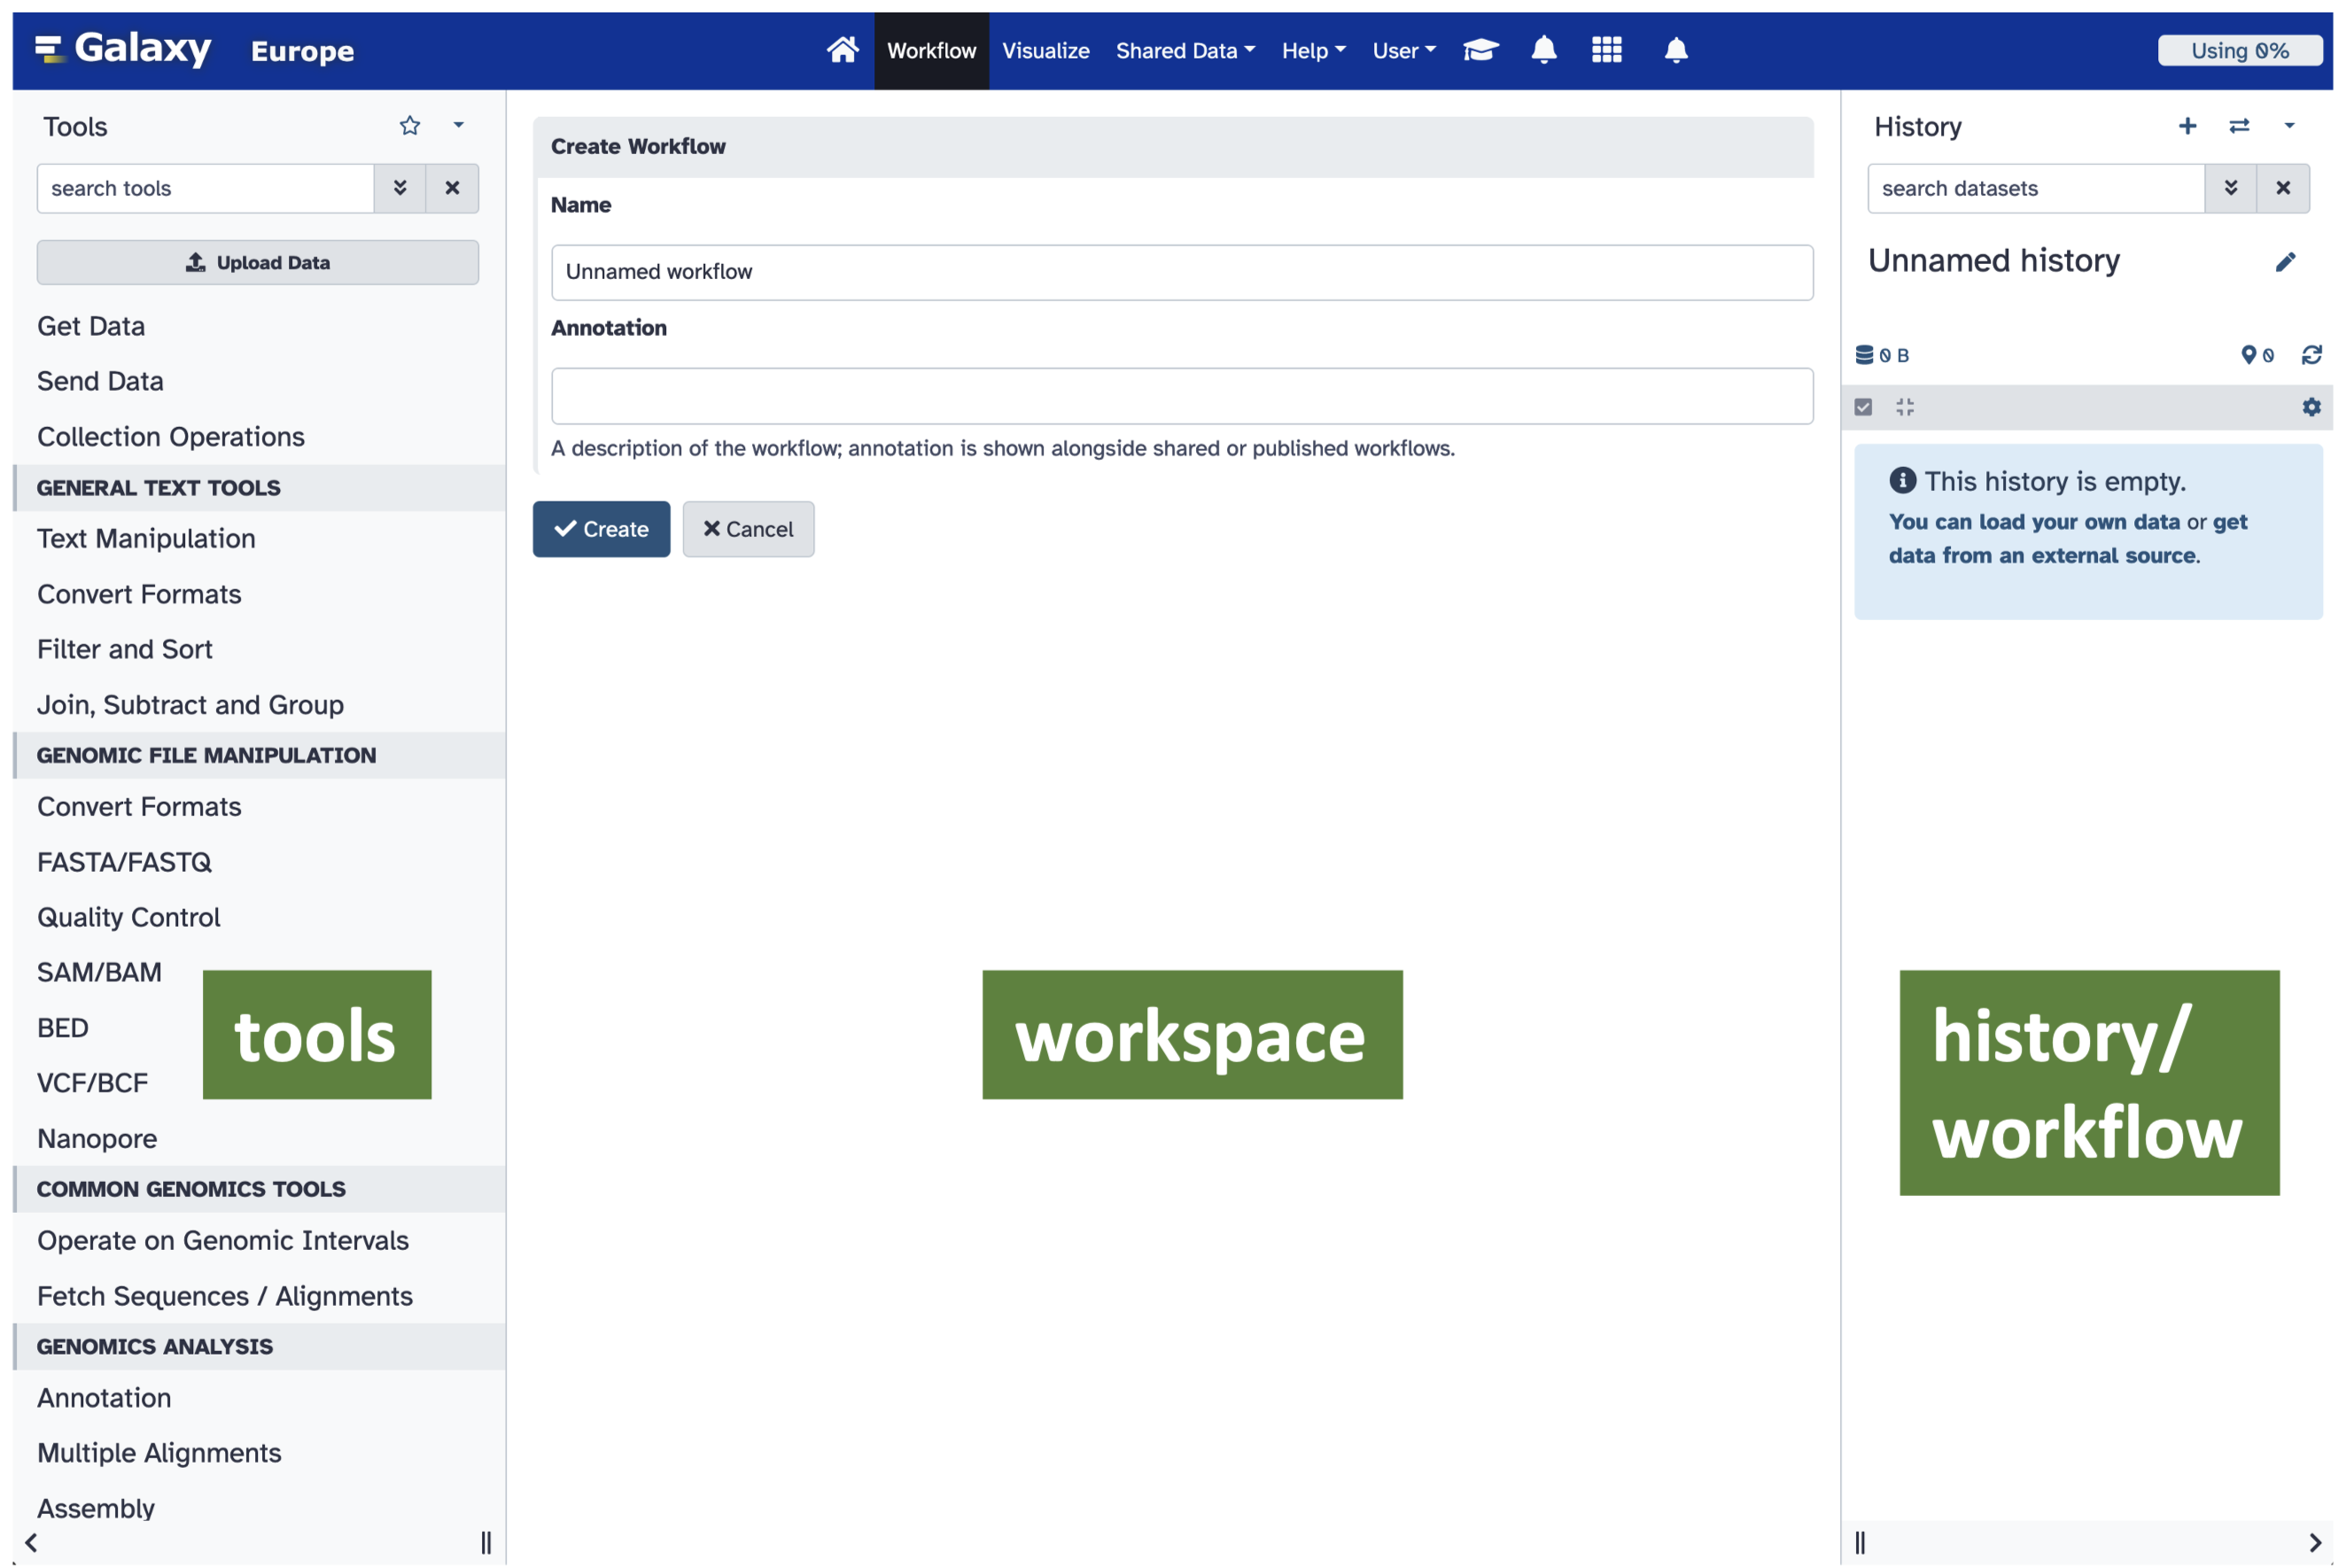 Galaxy Europe Workflow Visualize Shared Data Help User Using 0%
Tools
search tools
Upload Data
Get Data
Send Data
Collection Operations
GENERAL TEXT TOOLS
Text Manipulation
Convert Formats
Filter and Sort
Join, Subtract and Group
GENOMIC FILE MANIPULATION
Convert Formats
FASTA/FASTQ
Quality Control
SAM/BAM
BED
VCF/BCF
Nanopore
COMMON GENOMICS TOOLS
Operate on Genomic Intervals
Fetch Sequences / Alignments
GENOMICS ANALYSIS
Annotation
Multiple Alignments
Assembly
tools
Create Workflow
Name
Unnamed workflow
Annotation
A description of the workflow; annotation is shown alongside shared or published workflows.
Create Cancel
workspace
History
search datasets
Unnamed history
0 B 0
This history is empty.
You can load your own data or get
data from an external source.
history/
workflow